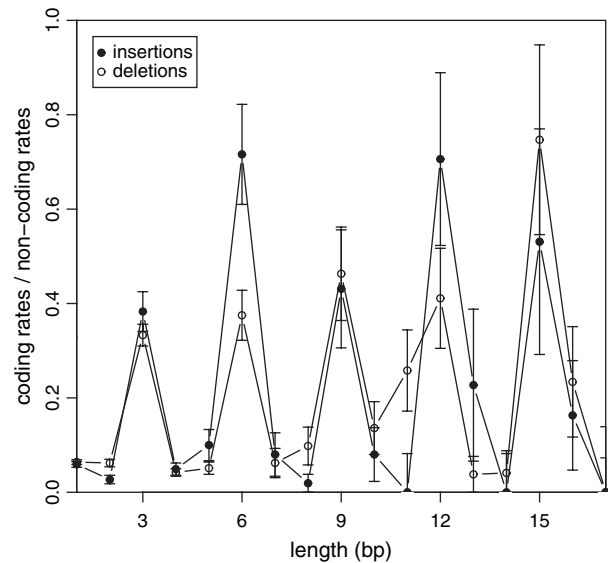 insertions
deletions
coding rates / non−coding rates
1.0
0.8
0.6
0.4
0.2
0.0
3 6 9 12 15
length (bp)